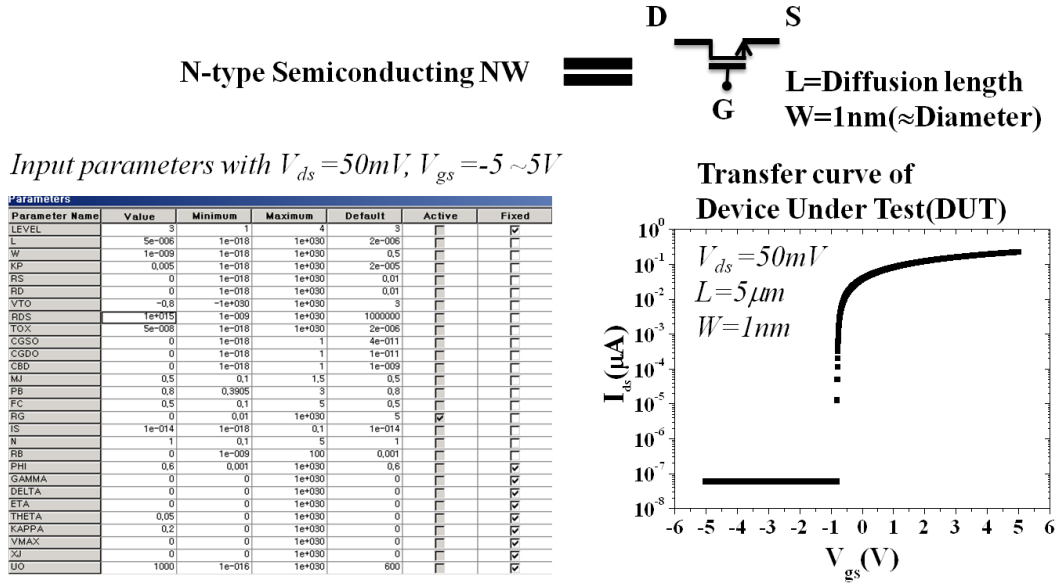 D S
N-type Semiconducting NW
G
L=Diffusion length
W=1nm(≈Diameter)
Input parameters with Vds=50mV, Vgs=-5 ~5V
Parameters
Parameter Name Value Minimum Maximum Default Active Fixed
LEVEL 3 1 4 3
L 5e-006 1e-018 1e+030 2e-006
W 1e-009 1e-018 1e+030 0,5
KP 0,005 1e-018 1e+030 2e-005
RS 0 1e-018 1e+030 0,01
RD 0 1e-018 1e+030 0,01
VTO -0,8 -1e+030 1e+030 3
RDS 1e+015 1e-009 1e+030 1000000
TOX 5e-008 1e-018 1e+030 2e-006
CGSO 0 1e-018 1 4e-011
CGDO 0 1e-018 1 1e-011
CBD 0 1e-018 1 1e-009
MJ 0,5 0,1 1,5 0,5
PB 0,8 0,3905 3 0,8
FC 0,5 0,1 5 0,5
RG 0 0,01 1e+030 5
IS 1e-014 1e-018 0,1 1e-014
N 1 0,1 5 1
RB 0 1e-009 100 0,001
PHI 0,6 0,001 1e+030 0,6
GAMMA 0 0 1e+030 0
DELTA 0 0 1e+030 0
ETA 0 0 1e+030 0
THETA 0,05 0 1e+030 0
KAPPA 0,2 0 1e+030 0
VMAX 0 0 1e+030 0
XJ 0 0 1e+030 0
UO 1000 1e-016 1e+030 600
Transfer curve of
Device Under Test(DUT)
Vds=50mV
L=5μm
W=1nm
Ids(μA)
10^0
10^-1
10^-2
10^-3
10^-4
10^-5
10^-6
10^-7
10^-8
-6 -5 -4 -3 -2 -1 0 1 2 3 4 5 6
Vgs(V)